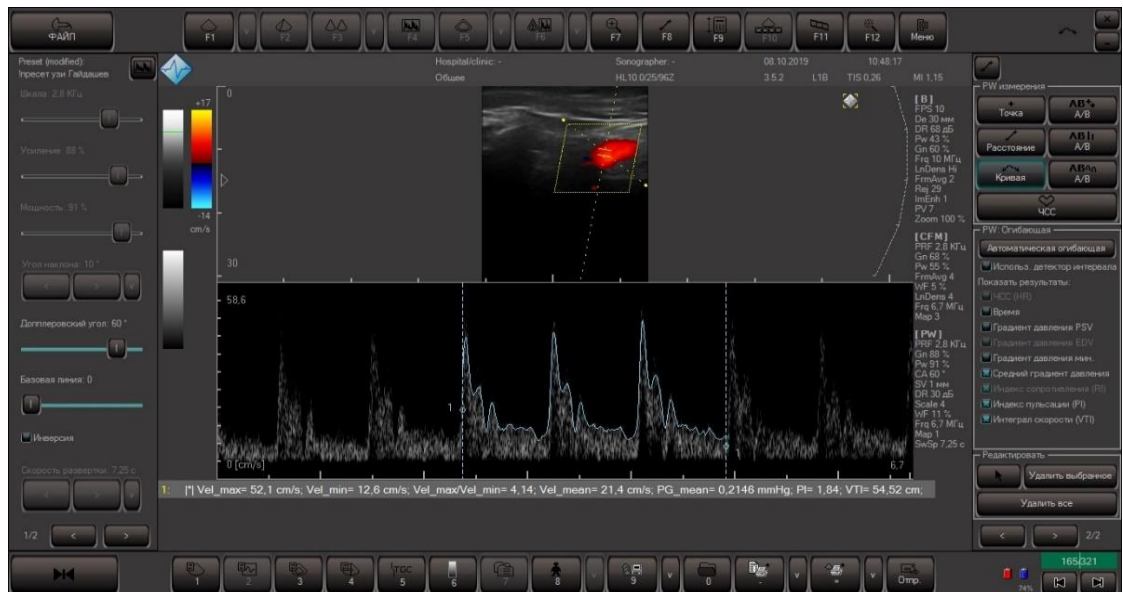 ФАЙЛ
F1
F2
F3
F4
F5
F6
F7
F8
F9
F10
F11
F12
Меню
Preset (modified):
!пресет узи Гайдашев
Hospital/clinic: -
Sonographer: -
08.10.2019
10:48:17
Общее
HL10.0/25/96Z
3.5.2
L1B
TIS 0,26
MI 1,15
Шкала: 2,8 КГц
Усиление: 88 %
Мощность: 91 %
Угол наклона: 10 °
< > v
Допплеровский угол: 60 °
Базовая линия: 0
Инверсия
Скорость развертки: 7,25 с
< > v
1/2 < >
+17
-14
cm/s
0
30
58,6
1
0 [cm/s]
6,7
[ B ]
FPS 10
De 30 мм
DR 68 дБ
Pw 43 %
Gn 60 %
Frq 10 МГц
LnDens Hi
FrmAvg 2
Rej 29
ImEnh 1
PV 7
Zoom 100 %
[ CFM ]
PRF 2,8 КГц
Gn 68 %
Pw 55 %
FrmAvg 4
WF 5 %
LnDens 4
Frq 6,7 МГц
Map 3
[ PW ]
PRF 2,8 КГц
Gn 88 %
Pw 91 %
CA 60 °
SV 1 мм
DR 30 дБ
Scale 4
WF 11 %
Frq 6,7 МГц
Map 1
SwSp 7,25 с
1: [*] Vel_max= 52,1 cm/s; Vel_min= 12,6 cm/s; Vel_max/Vel_min= 4,14; Vel_mean= 21,4 cm/s; PG_mean= 0,2146 mmHg; PI= 1,84; VTI= 54,52 cm;
PW измерения
Точка
A/B
Расстояние
A/B
Кривая
A/B
ЧСС
PW: Огибающая
Автоматическая огибающая
Использ. детектор интервала
Показать результаты:
ЧСС (HR)
Время
Градиент давления PSV
Градиент давления EDV
Градиент давления мин.
Средний градиент давления
Индекс сопротивления (RI)
Индекс пульсации (PI)
Интеграл скорости (VTI)
Редактировать
Удалить выбранное
Удалить все
< > 2/2
1
2
3
4
TGC
5
6
7
8
9
0
-
=
Отпр.
74%
165/321